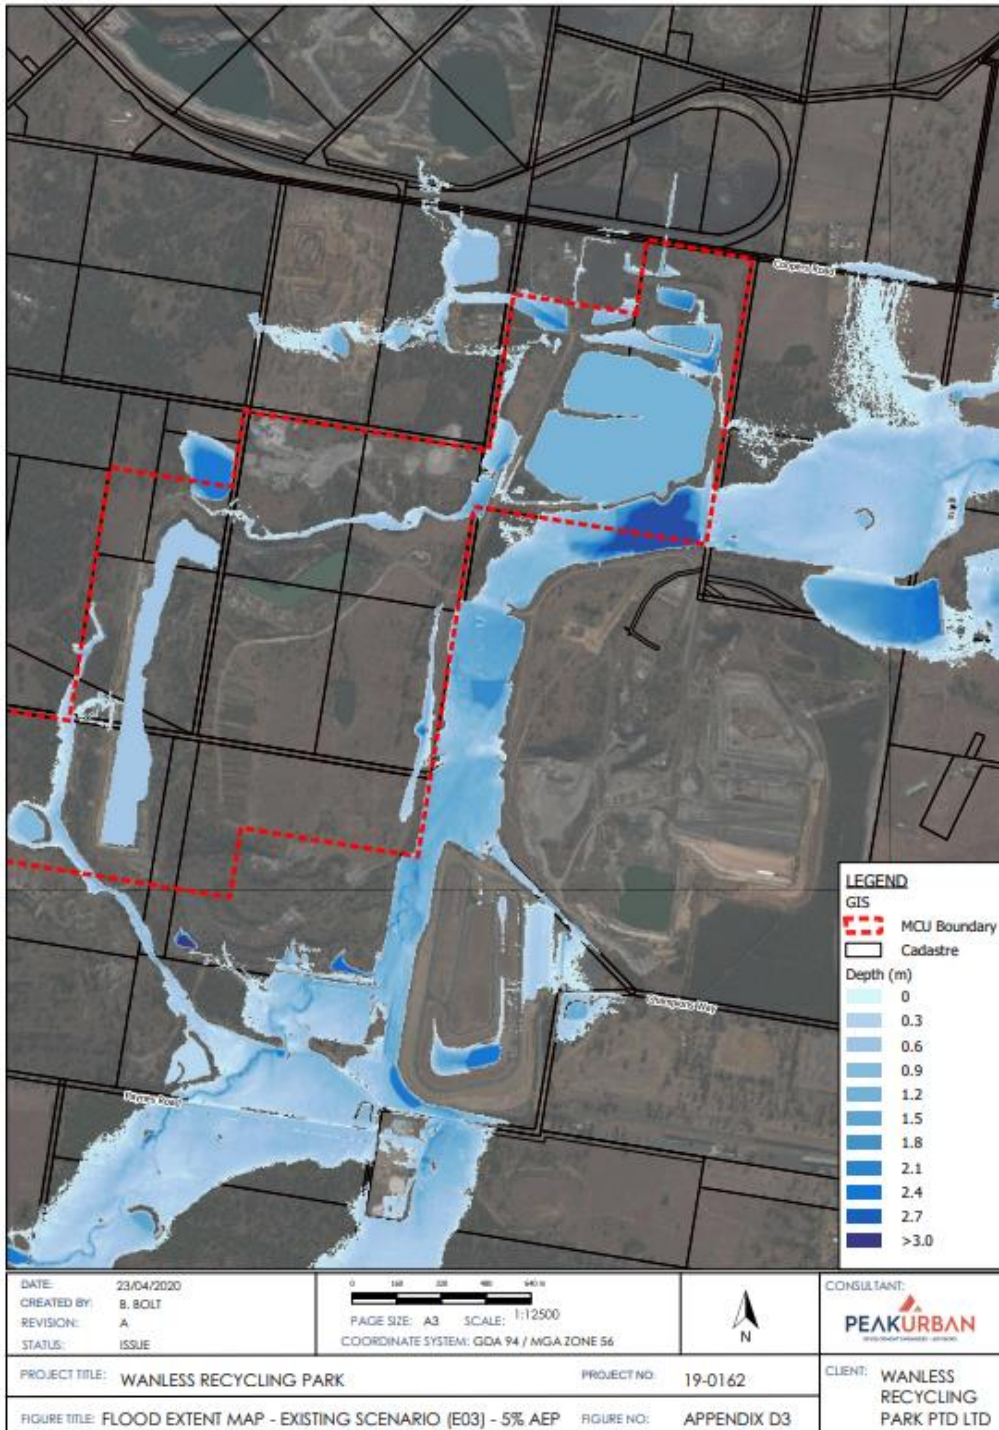 Coopers Road
Champions Way
Paynes Road
LEGEND
GIS
MCU Boundary
Cadastre
Depth (m)
0
0.3
0.6
0.9
1.2
1.5
1.8
2.1
2.4
2.7
>3.0
DATE: 23/04/2020
CREATED BY: B. BOLT
REVISION: A
STATUS: ISSUE
0 160 320 480 640 m
PAGE SIZE: A3 SCALE: 1:12500
COORDINATE SYSTEM: GDA 94 / MGA ZONE 56
N
CONSULTANT:
PEAKURBAN
PROJECT TITLE: WANLESS RECYCLING PARK
PROJECT NO: 19-0162
CLIENT: WANLESS
RECYCLING
PARK PTD LTD
FIGURE TITLE: FLOOD EXTENT MAP - EXISTING SCENARIO (E03) - 5% AEP
FIGURE NO: APPENDIX D3